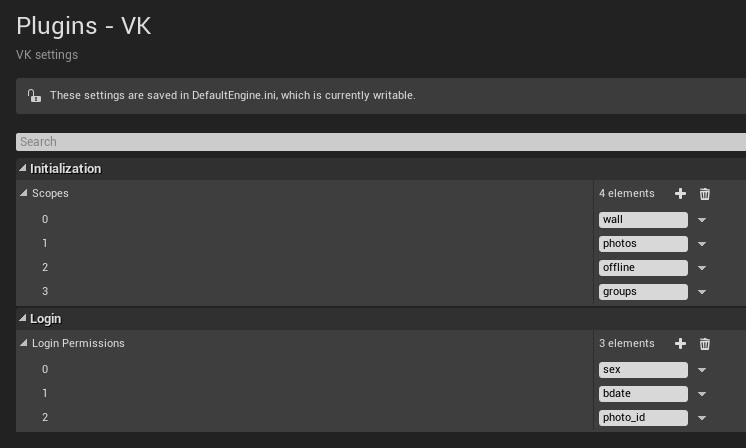 Plugins - VK
VK settings
These settings are saved in DefaultEngine.ini, which is currently writable.
Search
Initialization
Scopes 4 elements
0 wall
1 photos
2 offline
3 groups
Login
Login Permissions 3 elements
0 sex
1 bdate
2 photo_id